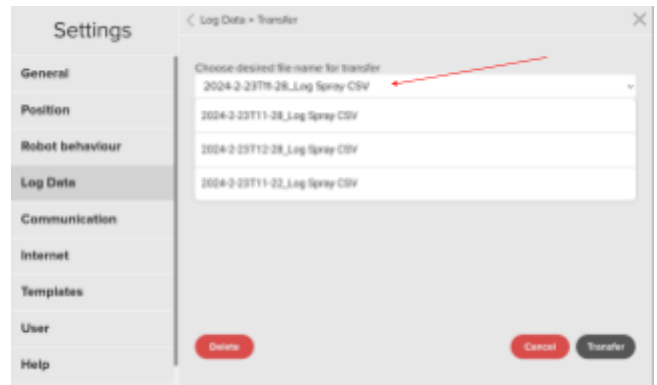 Settings
Log Data • Transfer
General
Position
Robot behaviour
Log Data
Communication
Internet
Templates
User
Help
Choose desired file name for transfer
2024-2-23T11-28_Log Spray CSV
2024-2-23T11-28_Log Spray CSV
2024-2-23T12-28_Log Spray CSV
2024-2-23T11-22_Log Spray CSV
Delete
Cancel
Transfer